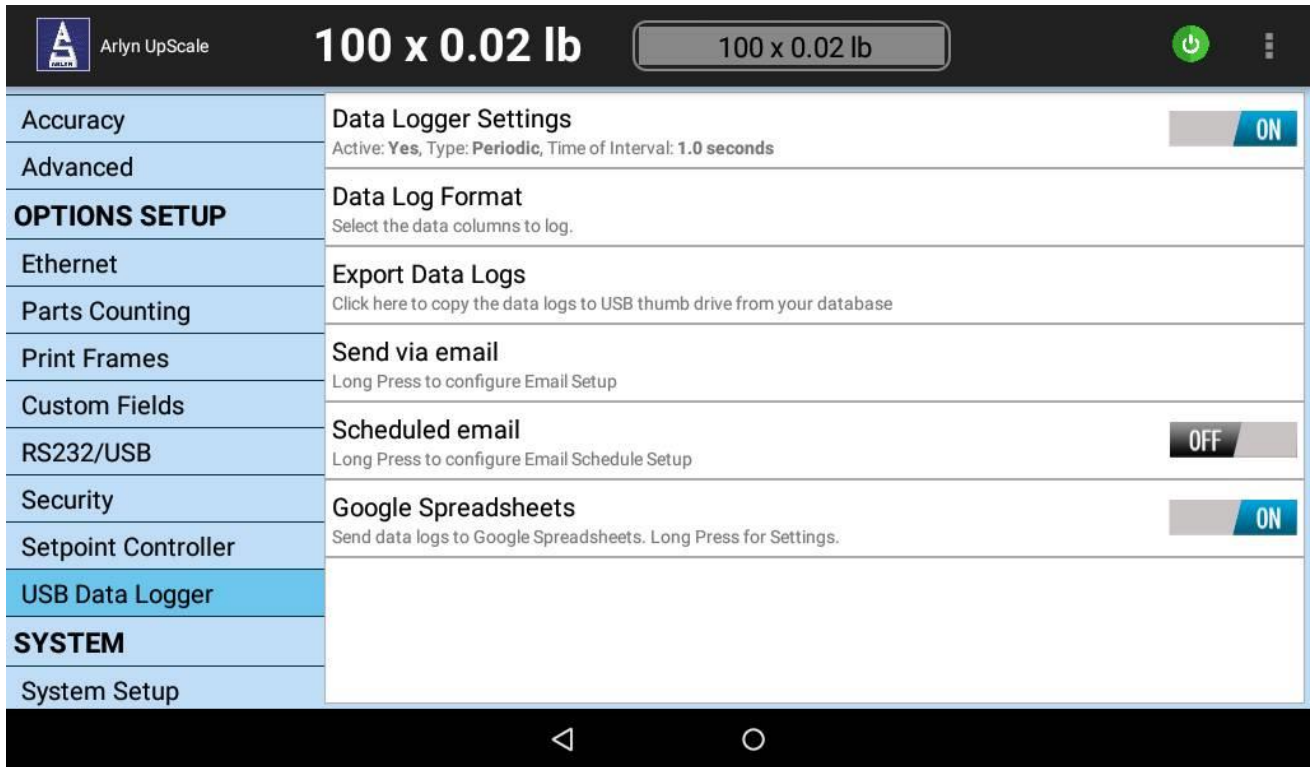 ARLYN
Arlyn UpScale
100 x 0.02 lb
100 x 0.02 lb
Accuracy
Advanced
OPTIONS SETUP
Ethernet
Parts Counting
Print Frames
Custom Fields
RS232/USB
Security
Setpoint Controller
USB Data Logger
SYSTEM
System Setup
Data Logger Settings
Active: Yes, Type: Periodic, Time of Interval: 1.0 seconds
ON
Data Log Format
Select the data columns to log.
Export Data Logs
Click here to copy the data logs to USB thumb drive from your database
Send via email
Long Press to configure Email Setup
Scheduled email
Long Press to configure Email Schedule Setup
OFF
Google Spreadsheets
Send data logs to Google Spreadsheets. Long Press for Settings.
ON